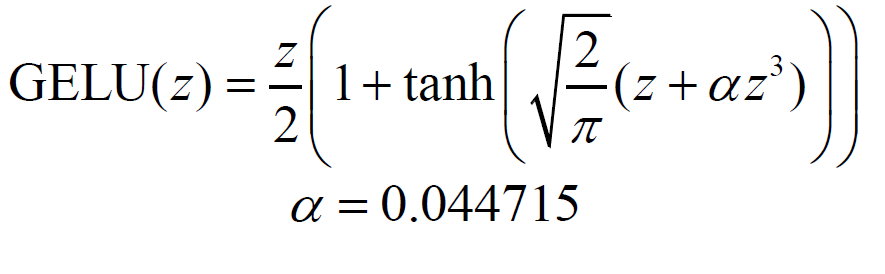 GELU(z) = z/2 (1 + tanh(√(2/π) (z + αz³)))
α = 0.044715